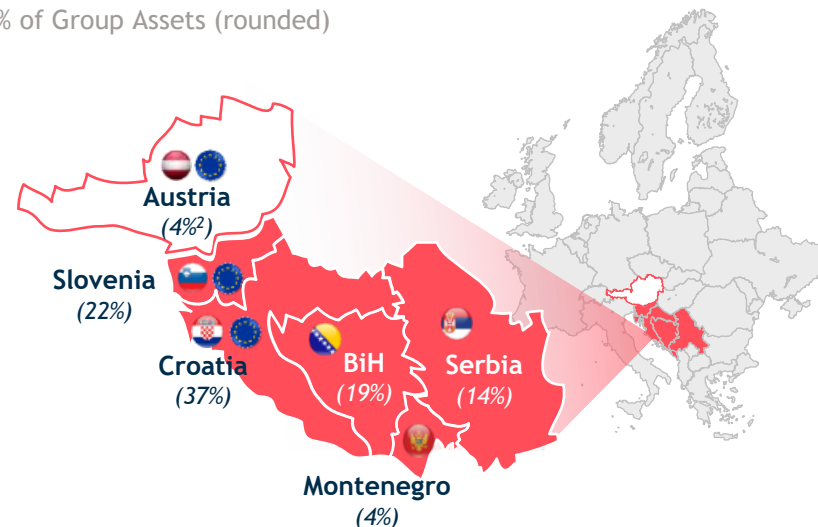 % of Group Assets (rounded)
Austria
(4%²)
Slovenia
(22%)
Croatia
(37%)
BiH
(19%)
Serbia
(14%)
Montenegro
(4%)